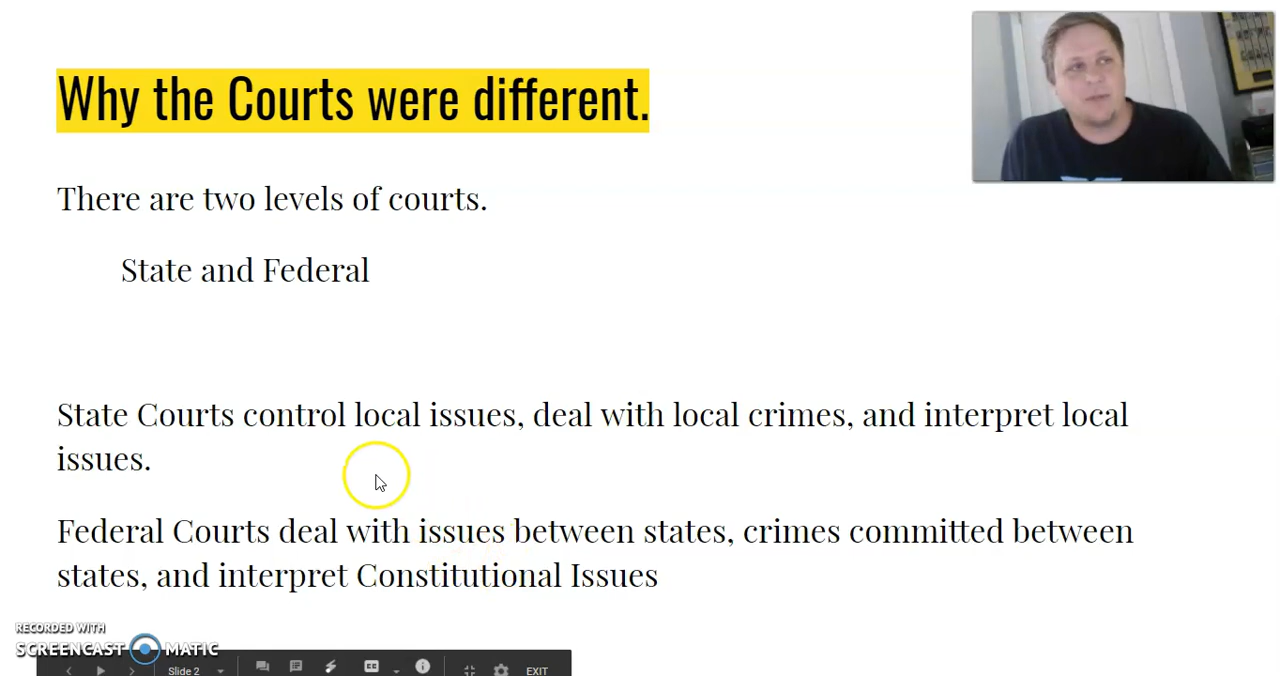 Why the Courts were different.
There are two levels of courts.
State and Federal
State Courts control local issues, deal with local crimes, and interpret local
issues.
Federal Courts deal with issues between states, crimes committed between
states, and interpret Constitutional Issues
RECORDED WITH
SCREENCAST MATIC
Slide 2
CC
EXIT